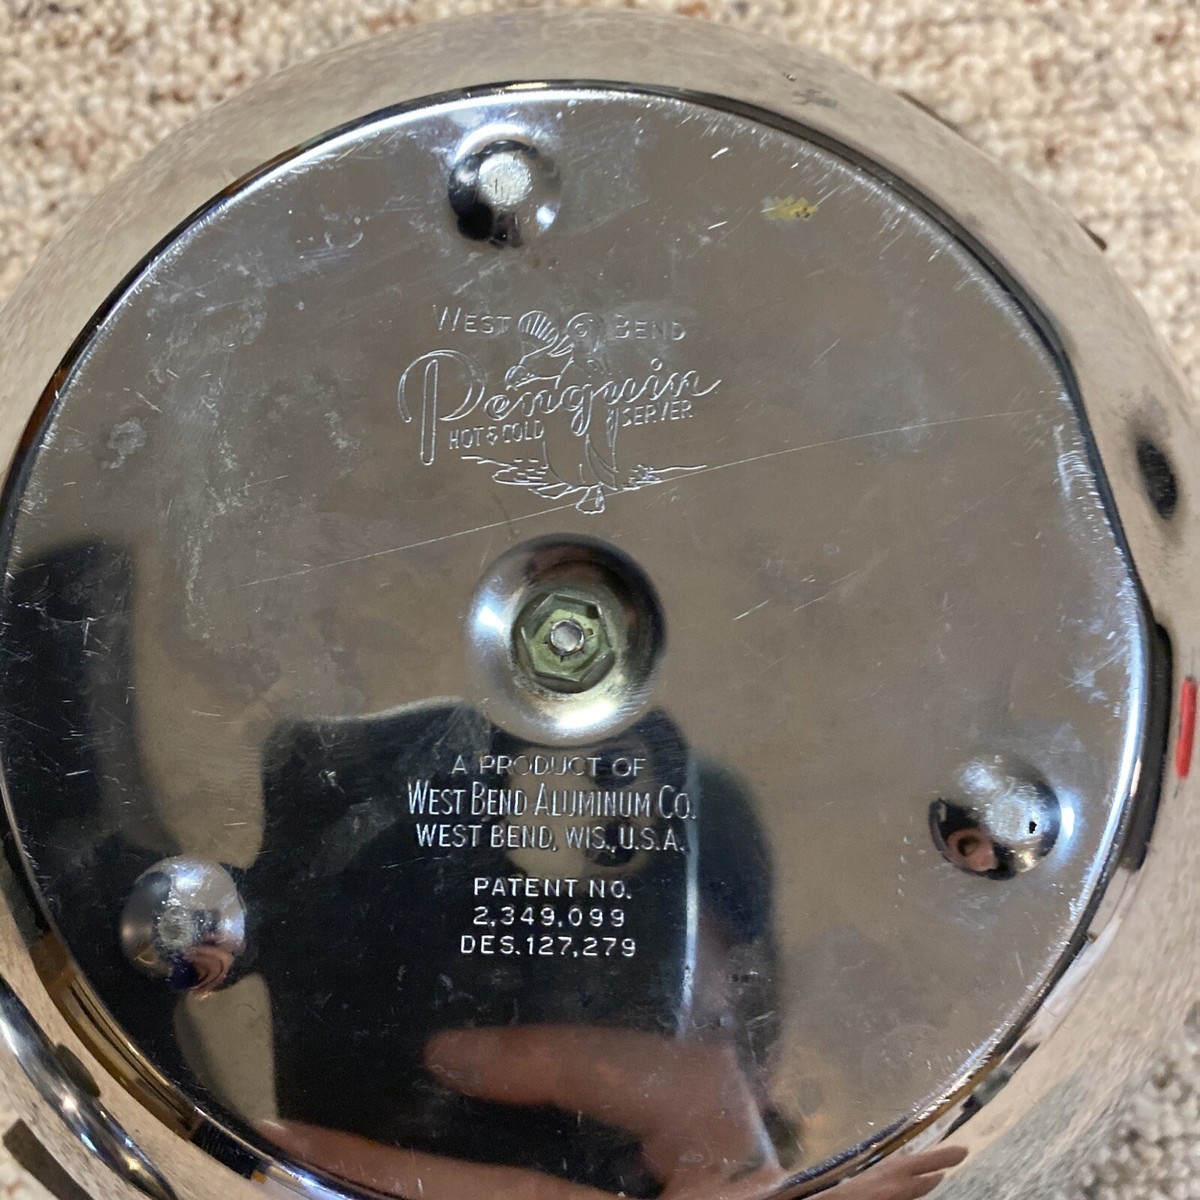 WEST BEND
Penguin
HOT & COLD SERVER
A PRODUCT OF
WEST BEND ALUMINUM CO.
WEST BEND, WIS., U.S.A.
PATENT NO.
2,349,099
DES. 127,279